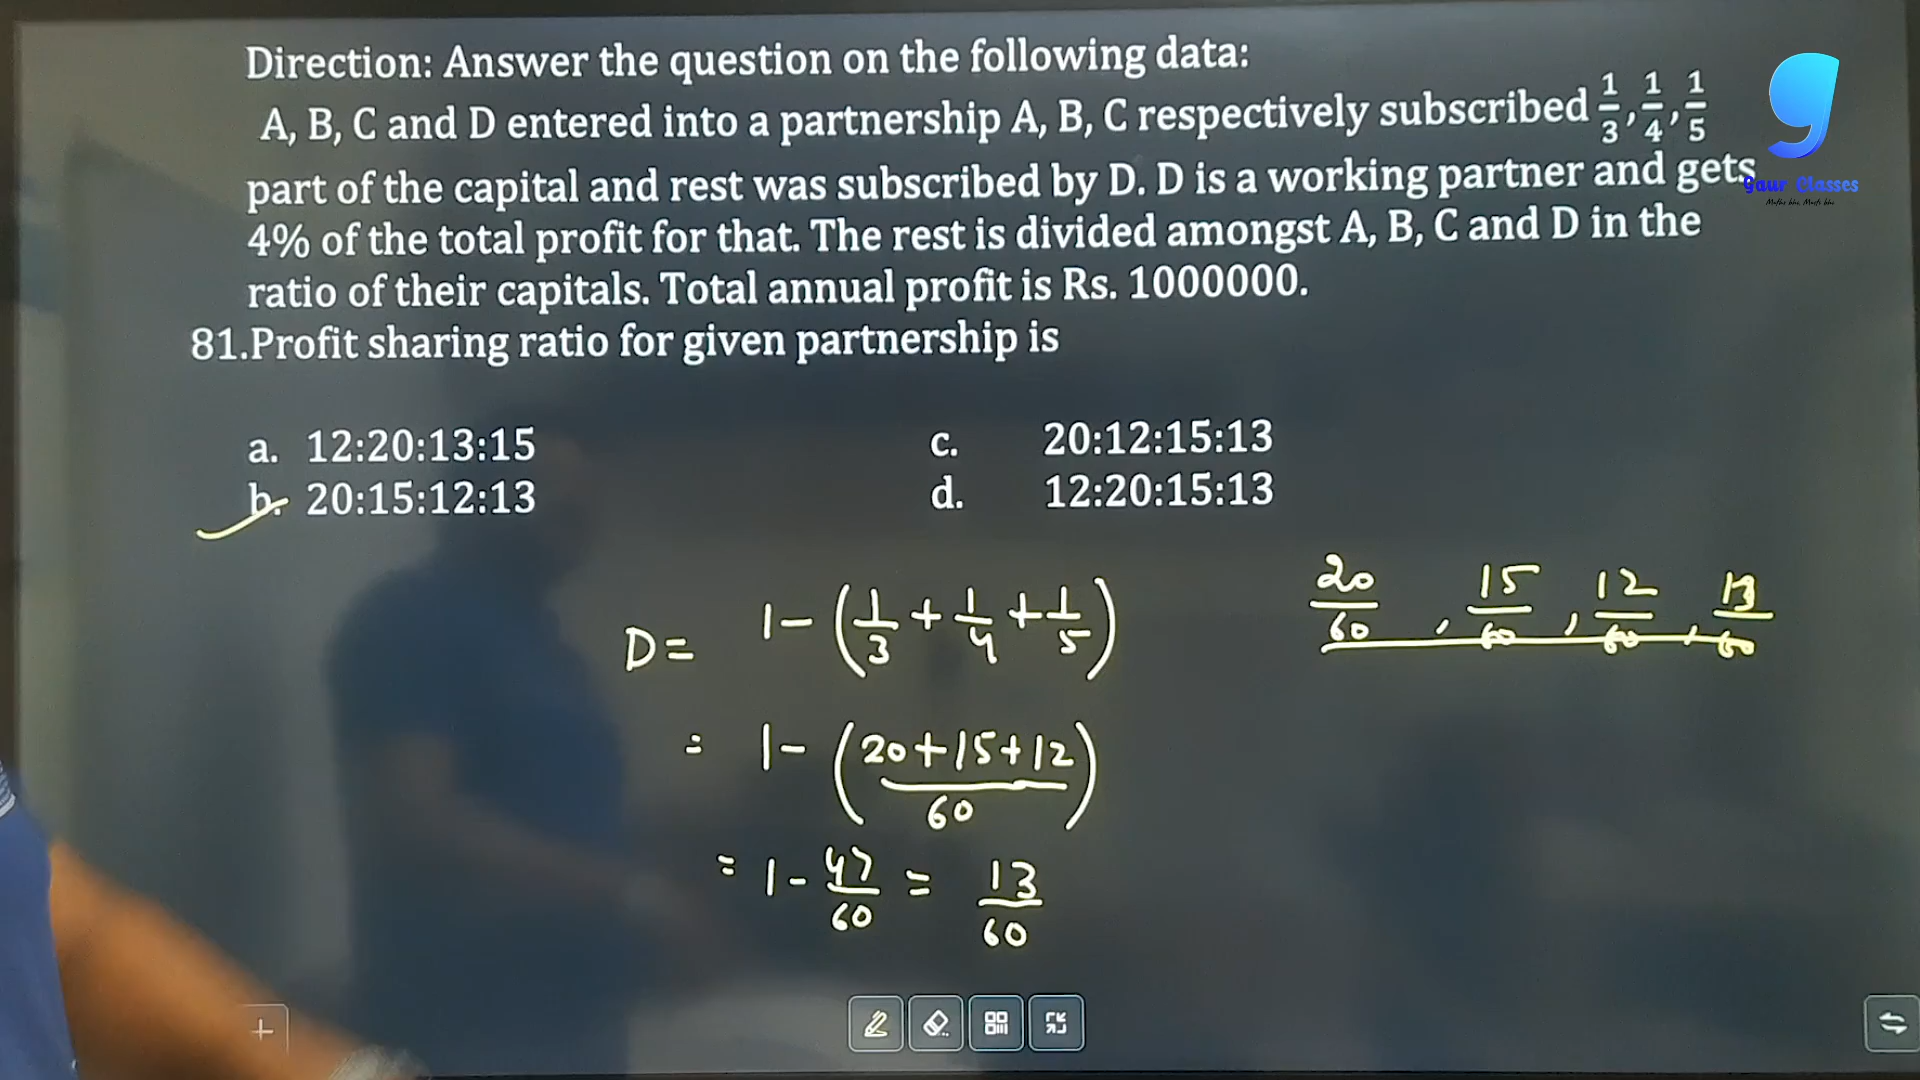 Direction: Answer the question on the following data:
A, B, C and D entered into a partnership A, B, C respectively subscribed 1/3, 1/4, 1/5
part of the capital and rest was subscribed by D. D is a working partner and gets
4% of the total profit for that. The rest is divided amongst A, B, C and D in the
ratio of their capitals. Total annual profit is Rs. 1000000.
81.Profit sharing ratio for given partnership is
a. 12:20:13:15
b. 20:15:12:13
c. 20:12:15:13
d. 12:20:15:13
D = 1 - (1/3 + 1/4 + 1/5)
= 1 - (20+15+12/60)
= 1 - 47/60 = 13/60
20/60, 15/60, 12/60, 13/60
g
Gaur Classes